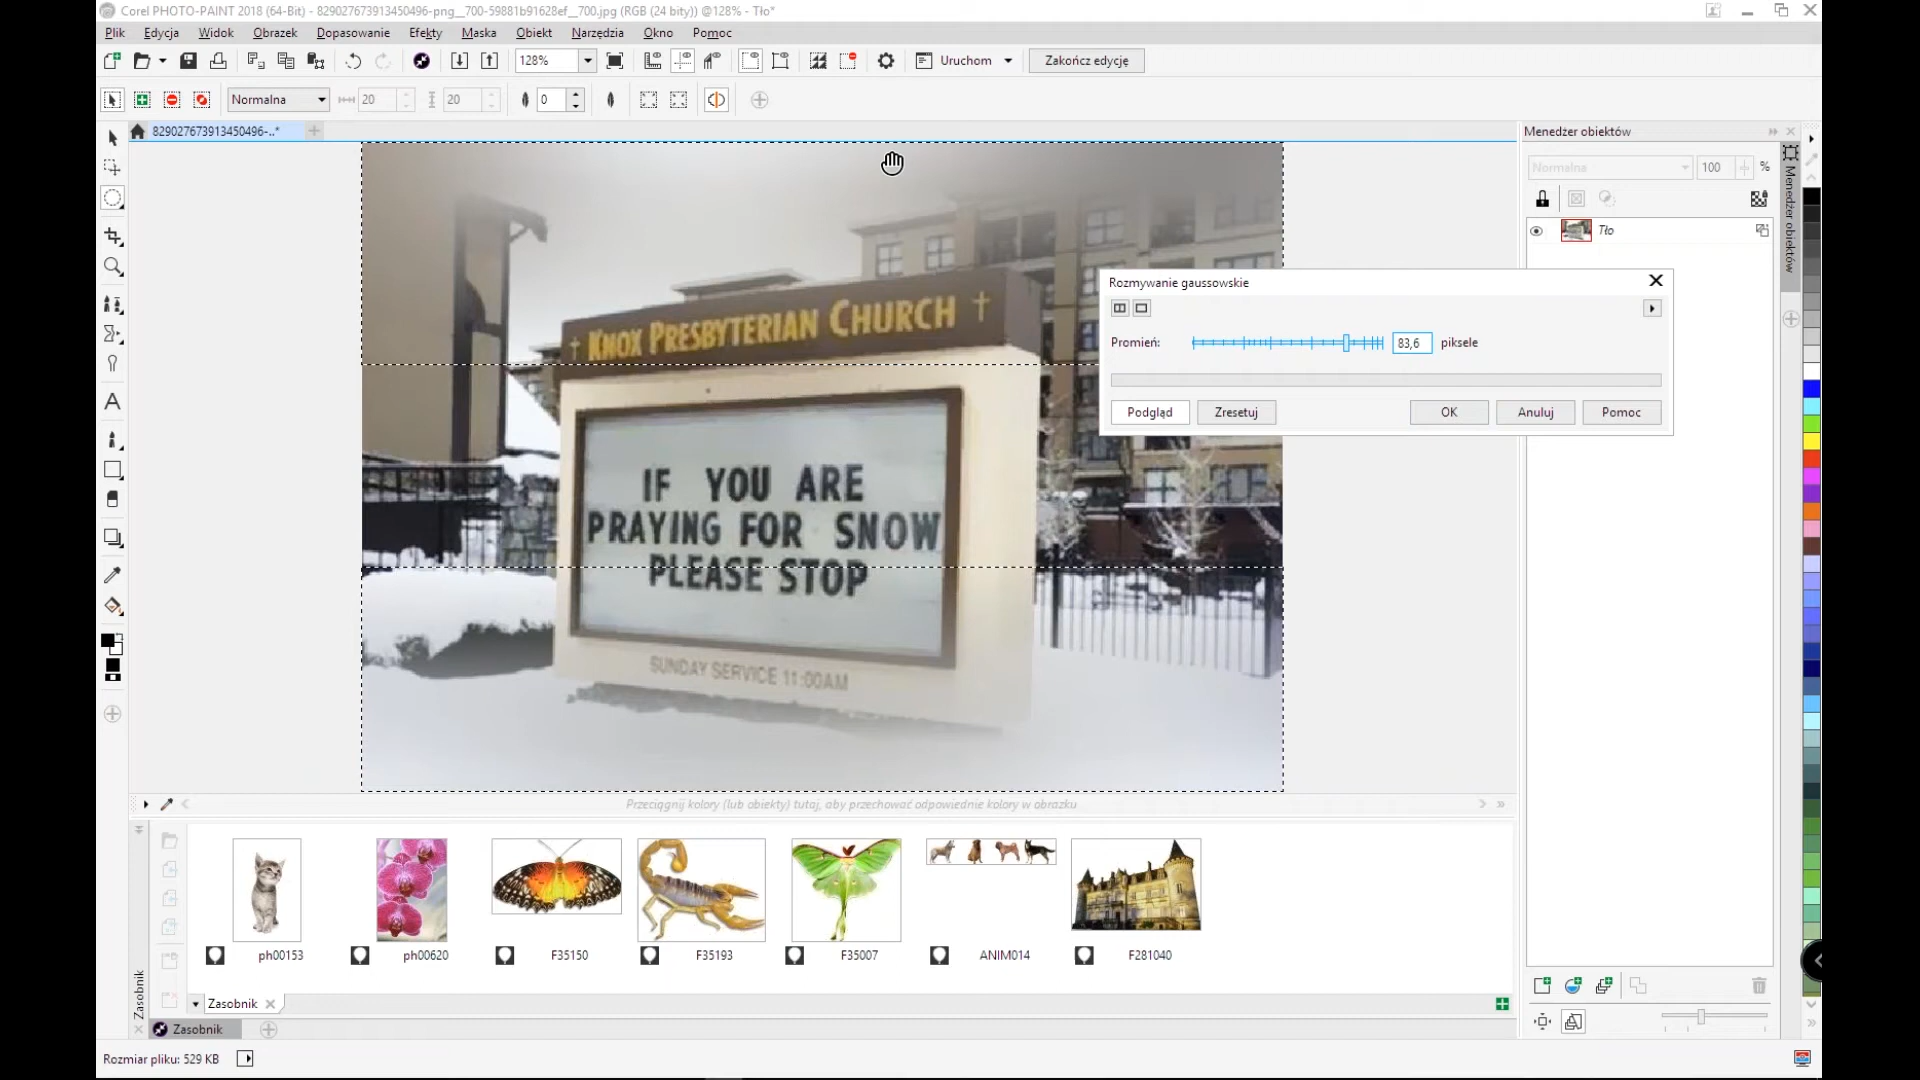 Corel PHOTO-PAINT 2018 (64-Bit) - 829027673913450496-png__700-59881b91628ef__700.jpg (RGB (24 bity)) @128% - Tło*
Plik Edycja Widok Obrazek Dopasowanie Efekty Maska Obiekt Narzędzia Okno Pomoc
128% Uruchom Zakończ edycję
Normalna 20 20 0
829027673913450496-..*
Menedżer obiektów
Normalna 100 %
Tło
Menedżer obiektów
Rozmywanie gaussowskie
Promień: 83,6 piksele
Podgląd Zresetuj OK Anuluj Pomoc
KNOX PRESBYTERIAN CHURCH
IF YOU ARE
PRAYING FOR SNOW
PLEASE STOP
SUNDAY SERVICE 11:00AM
Przeciągnij kolory (lub obiekty) tutaj, aby przechować odpowiednie kolory w obrazku
ph00153 ph00620 F35150 F35193 F35007 ANIM014 F281040
Zasobnik
Zasobnik
Zasobnik
Rozmiar pliku: 529 KB